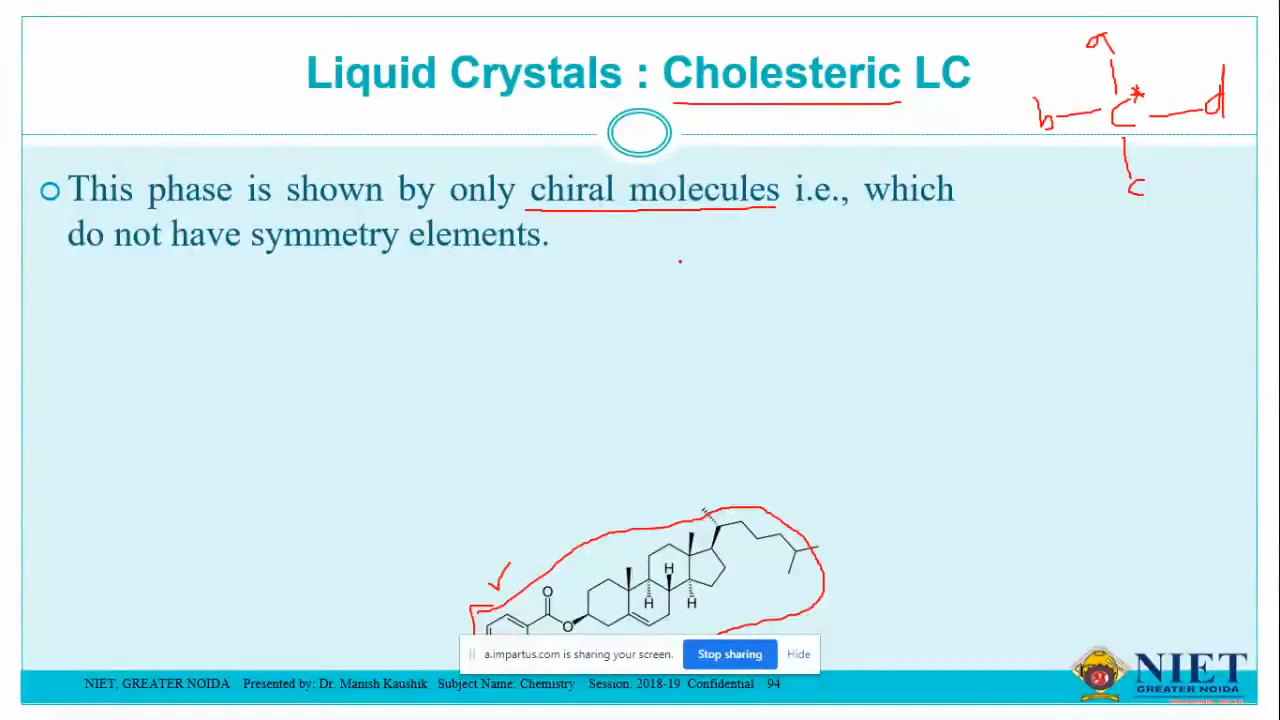 Liquid Crystals : Cholesteric LC
a
b C* d
c
This phase is shown by only chiral molecules i.e., which
do not have symmetry elements.
H
O
H H
O
a.impartus.com is sharing your screen. Stop sharing Hide
NIET, GREATER NOIDA Presented by: Dr. Manish Kaushik Subject Name: Chemistry Session: 2018-19 Confidential 94
NIET
GREATER NOIDA